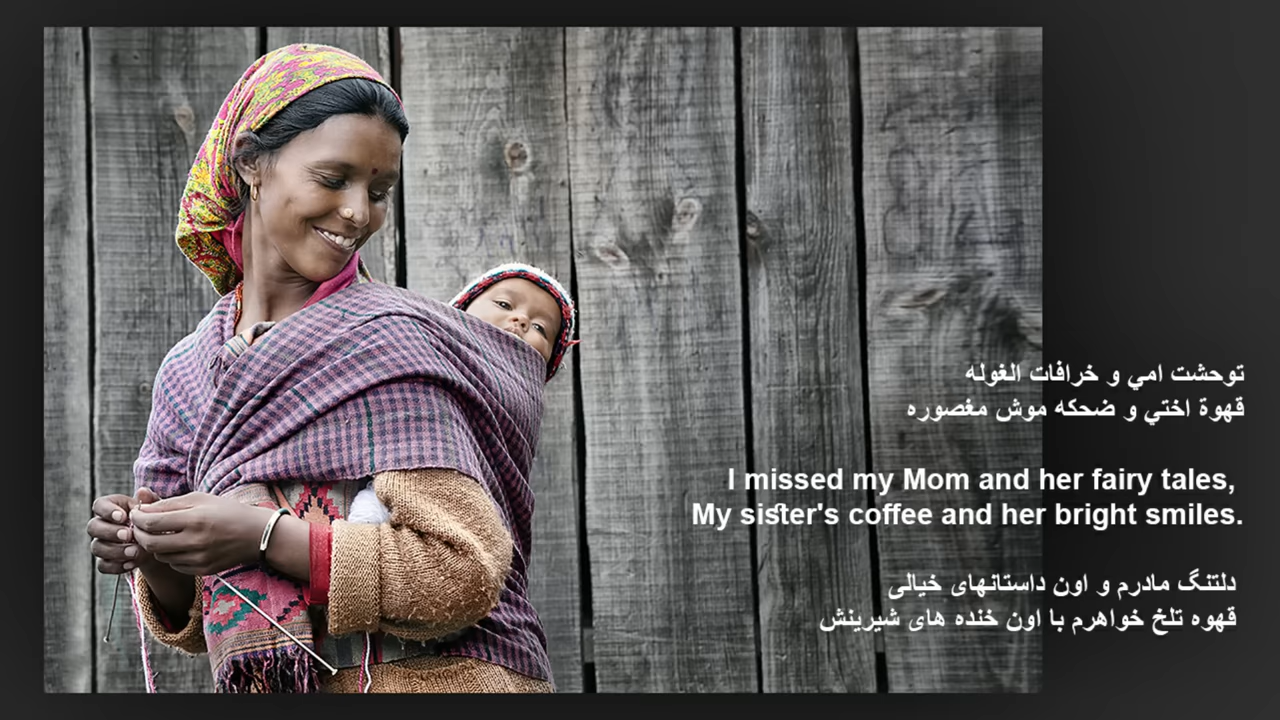 توحشت امي و خرافات الغوله
قهوة اختي و ضحكه موش مغصوره
I missed my Mom and her fairy tales,
My sister's coffee and her bright smiles.
دلتنگ مادرم و اون داستانهای خیالی
قهوه تلخ خواهرم با اون خنده های شیرینش